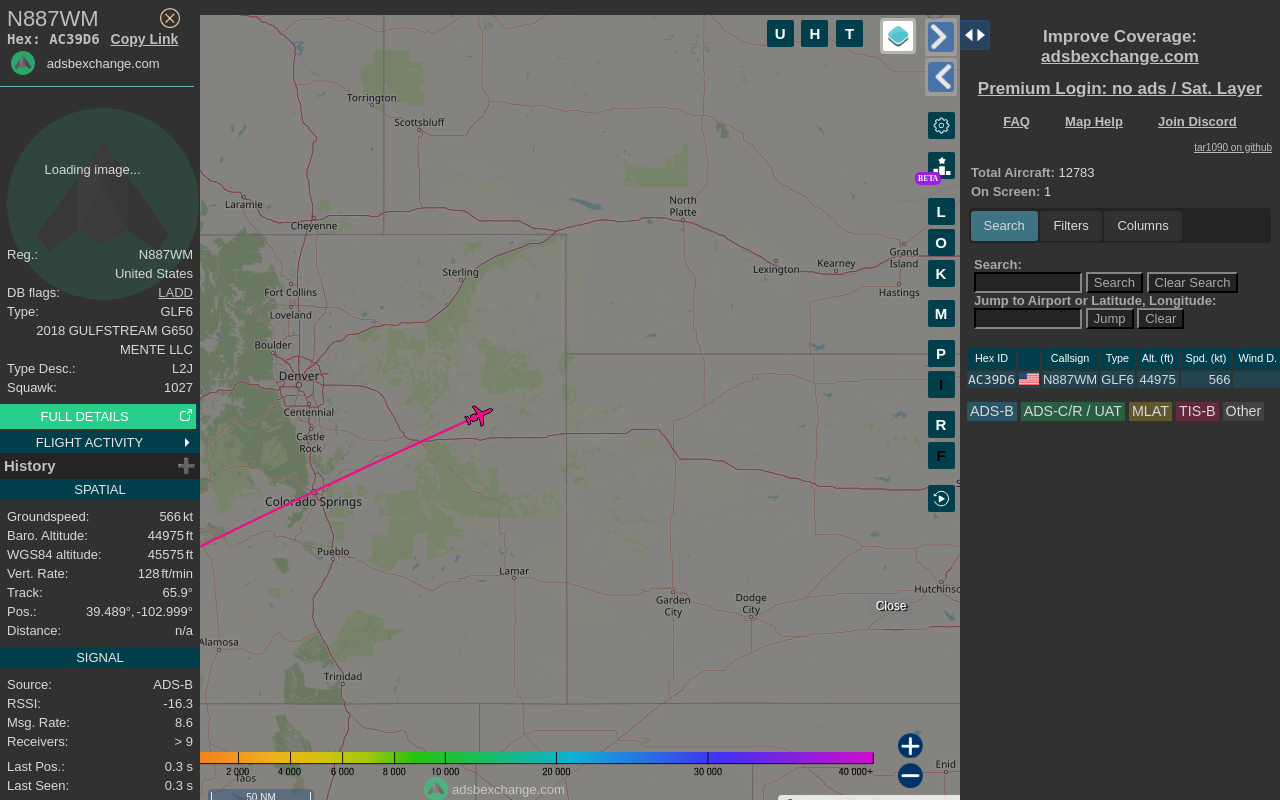 N887WM
Hex: AC39D6 Copy Link
adsbexchange.com
Loading image...
Reg.: N887WM
United States
DB flags: LADD
Type: GLF6
2018 GULFSTREAM G650
MENTE LLC
Type Desc.: L2J
Squawk: 1027
FULL DETAILS
FLIGHT ACTIVITY
History
SPATIAL
Groundspeed: 566 kt
Baro. Altitude: 44975 ft
WGS84 altitude: 45575 ft
Vert. Rate: 128 ft/min
Track: 65.9°
Pos.: 39.489°, -102.999°
Distance: n/a
SIGNAL
Source: ADS-B
RSSI: -16.3
Msg. Rate: 8.6
Receivers: > 9
Last Pos.: 0.3 s
Last Seen: 0.3 s
U H T
Torrington
Scottsbluff
Laramie
Cheyenne
North
Platte
Sterling
Lexington
Kearney
Grand
Island
Hastings
Fort Collins
Loveland
Boulder
Denver
Centennial
Castle
Rock
Colorado Springs
Pueblo
Lamar
Garden
City
Dodge
City
Hutchinso
Alamosa
Trinidad
Taos
Enid
Close
BETA
L
O
K
M
P
I
R
F
2 000 4 000 6 000 8 000 10 000 20 000 30 000 40 000+
adsbexchange.com
50 NM
Improve Coverage:
adsbexchange.com
Premium Login: no ads / Sat. Layer
FAQ Map Help Join Discord
tar1090 on github
Total Aircraft: 12783
On Screen: 1
Search Filters Columns
Search:
Search Clear Search
Jump to Airport or Latitude, Longitude:
Jump Clear
Hex ID Callsign Type Alt. (ft) Spd. (kt) Wind D.
AC39D6 N887WM GLF6 44975 566
ADS-B ADS-C/R / UAT MLAT TIS-B Other